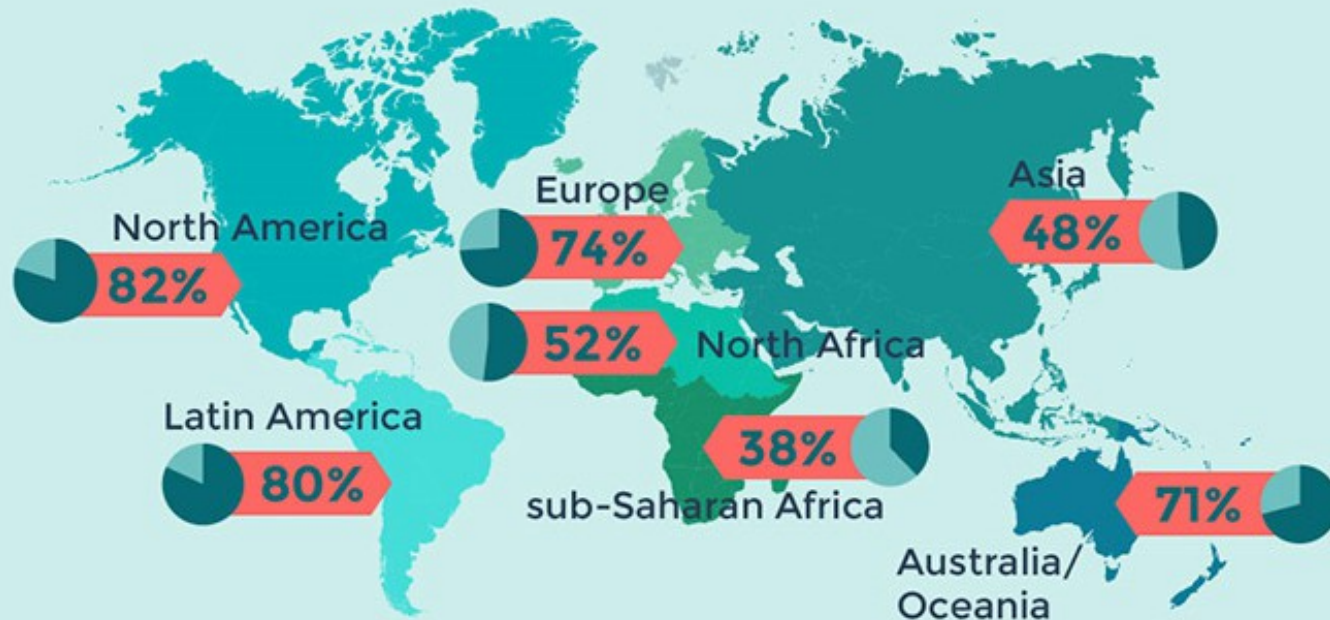 North America
82%
Europe
74%
Asia
48%
52%
North Africa
Latin America
80%
38%
sub-Saharan Africa
71%
Australia/
Oceania